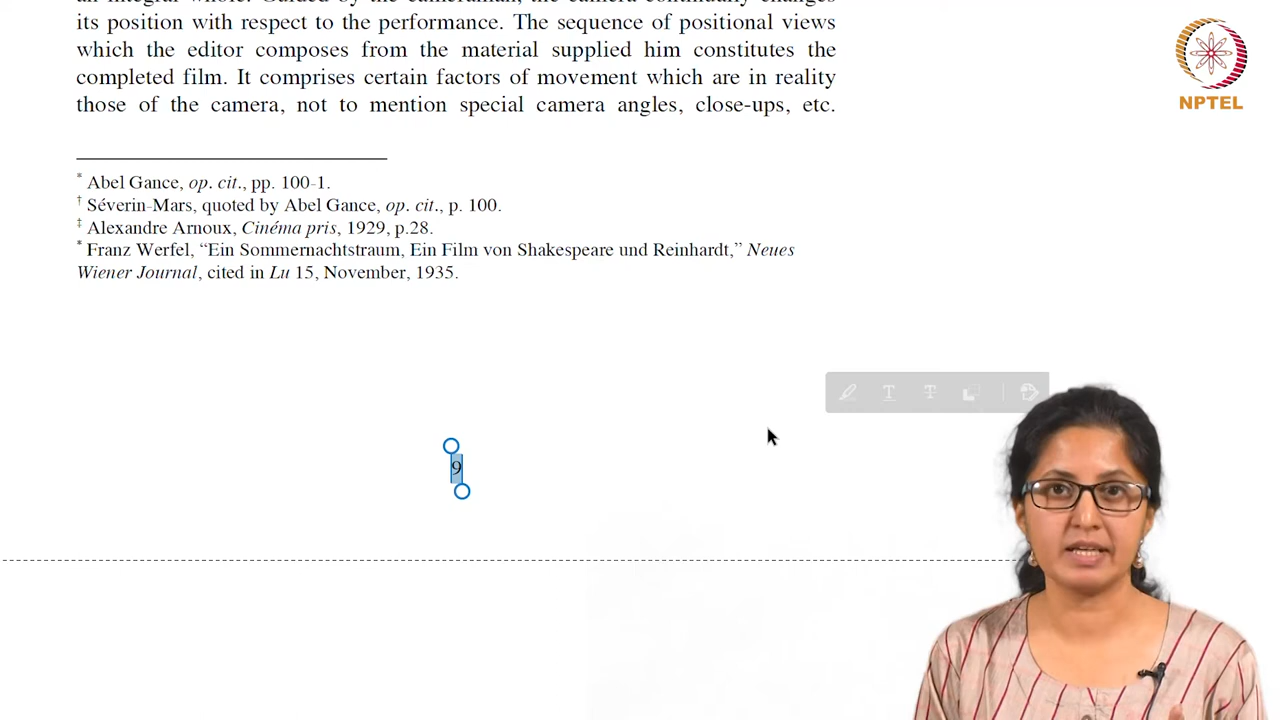 its position with respect to the performance. The sequence of positional views
which the editor composes from the material supplied him constitutes the
completed film. It comprises certain factors of movement which are in reality
those of the camera, not to mention special camera angles, close-ups, etc.
* Abel Gance, op. cit., pp. 100-1.
† Séverin-Mars, quoted by Abel Gance, op. cit., p. 100.
‡ Alexandre Arnoux, Cinéma pris, 1929, p.28.
* Franz Werfel, “Ein Sommernachtstraum, Ein Film von Shakespeare und Reinhardt,” Neues
Wiener Journal, cited in Lu 15, November, 1935.
9
NPTEL